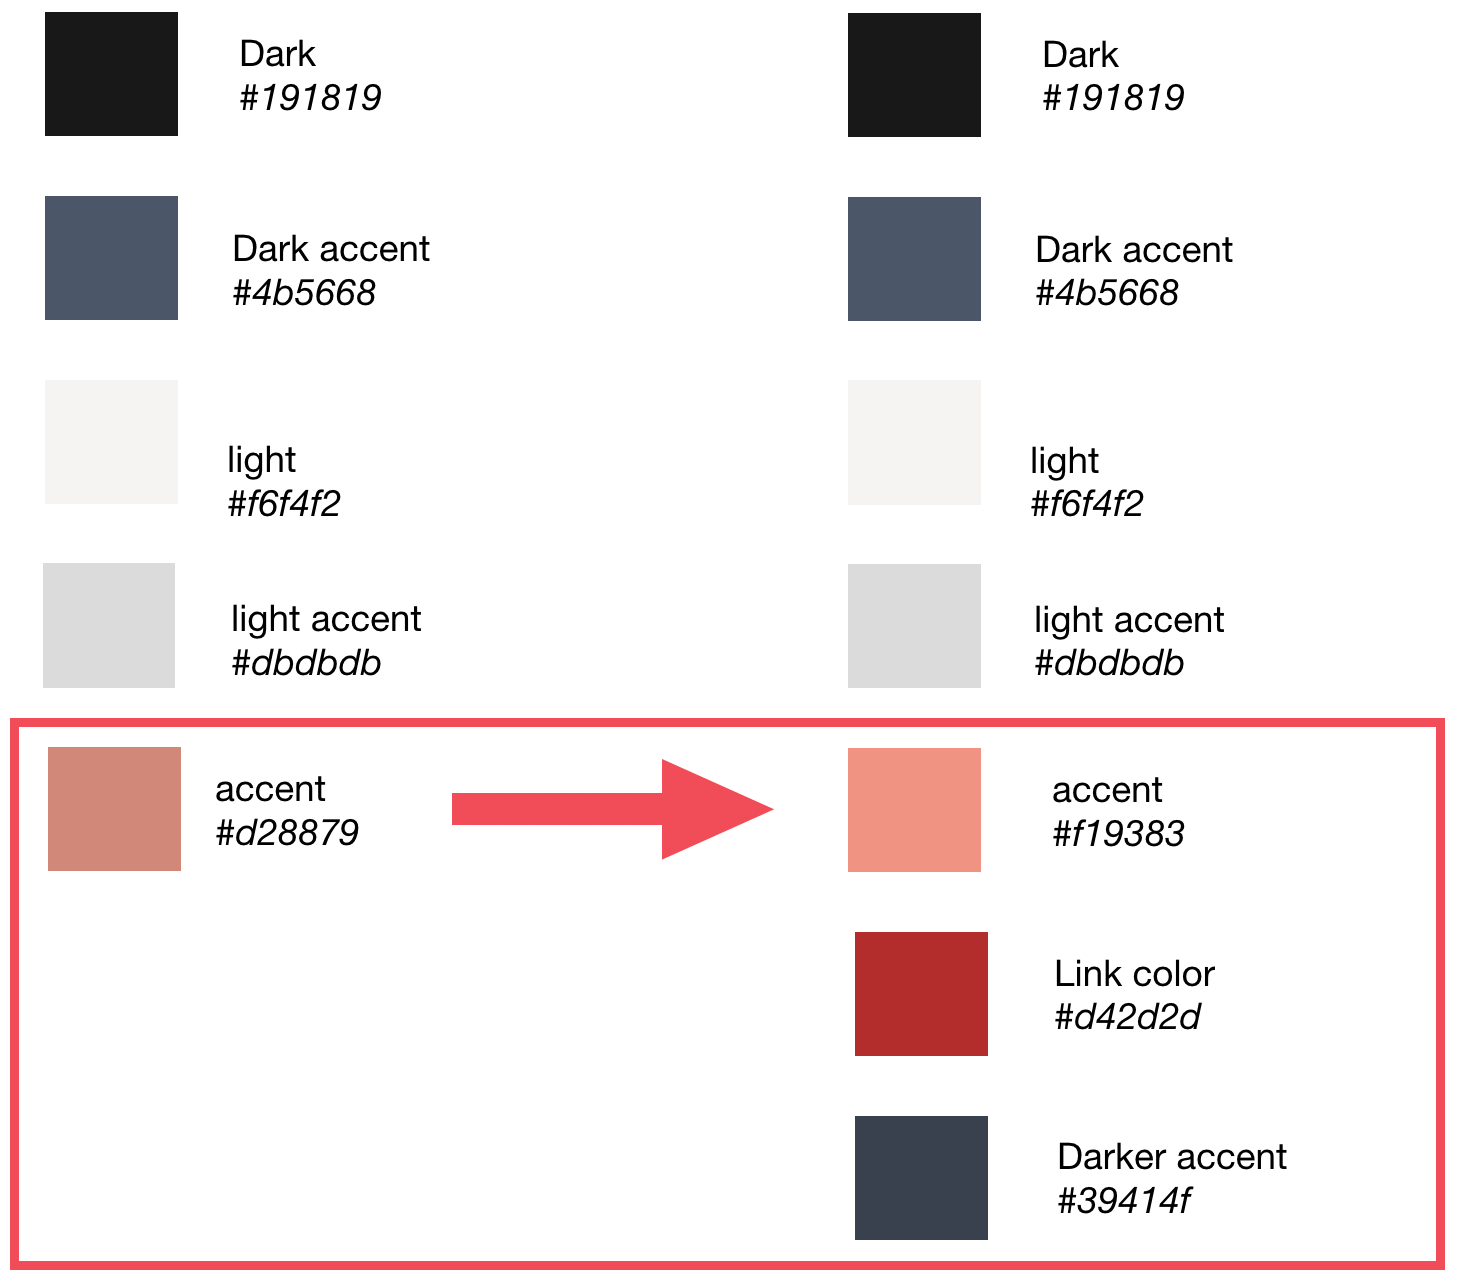 Dark
#191819
Dark accent
#4b5668
light
#f6f4f2
light accent
#dbdbdb
accent
#d28879
Dark
#191819
Dark accent
#4b5668
light
#f6f4f2
light accent
#dbdbdb
accent
#f19383
Link color
#d42d2d
Darker accent
#39414f